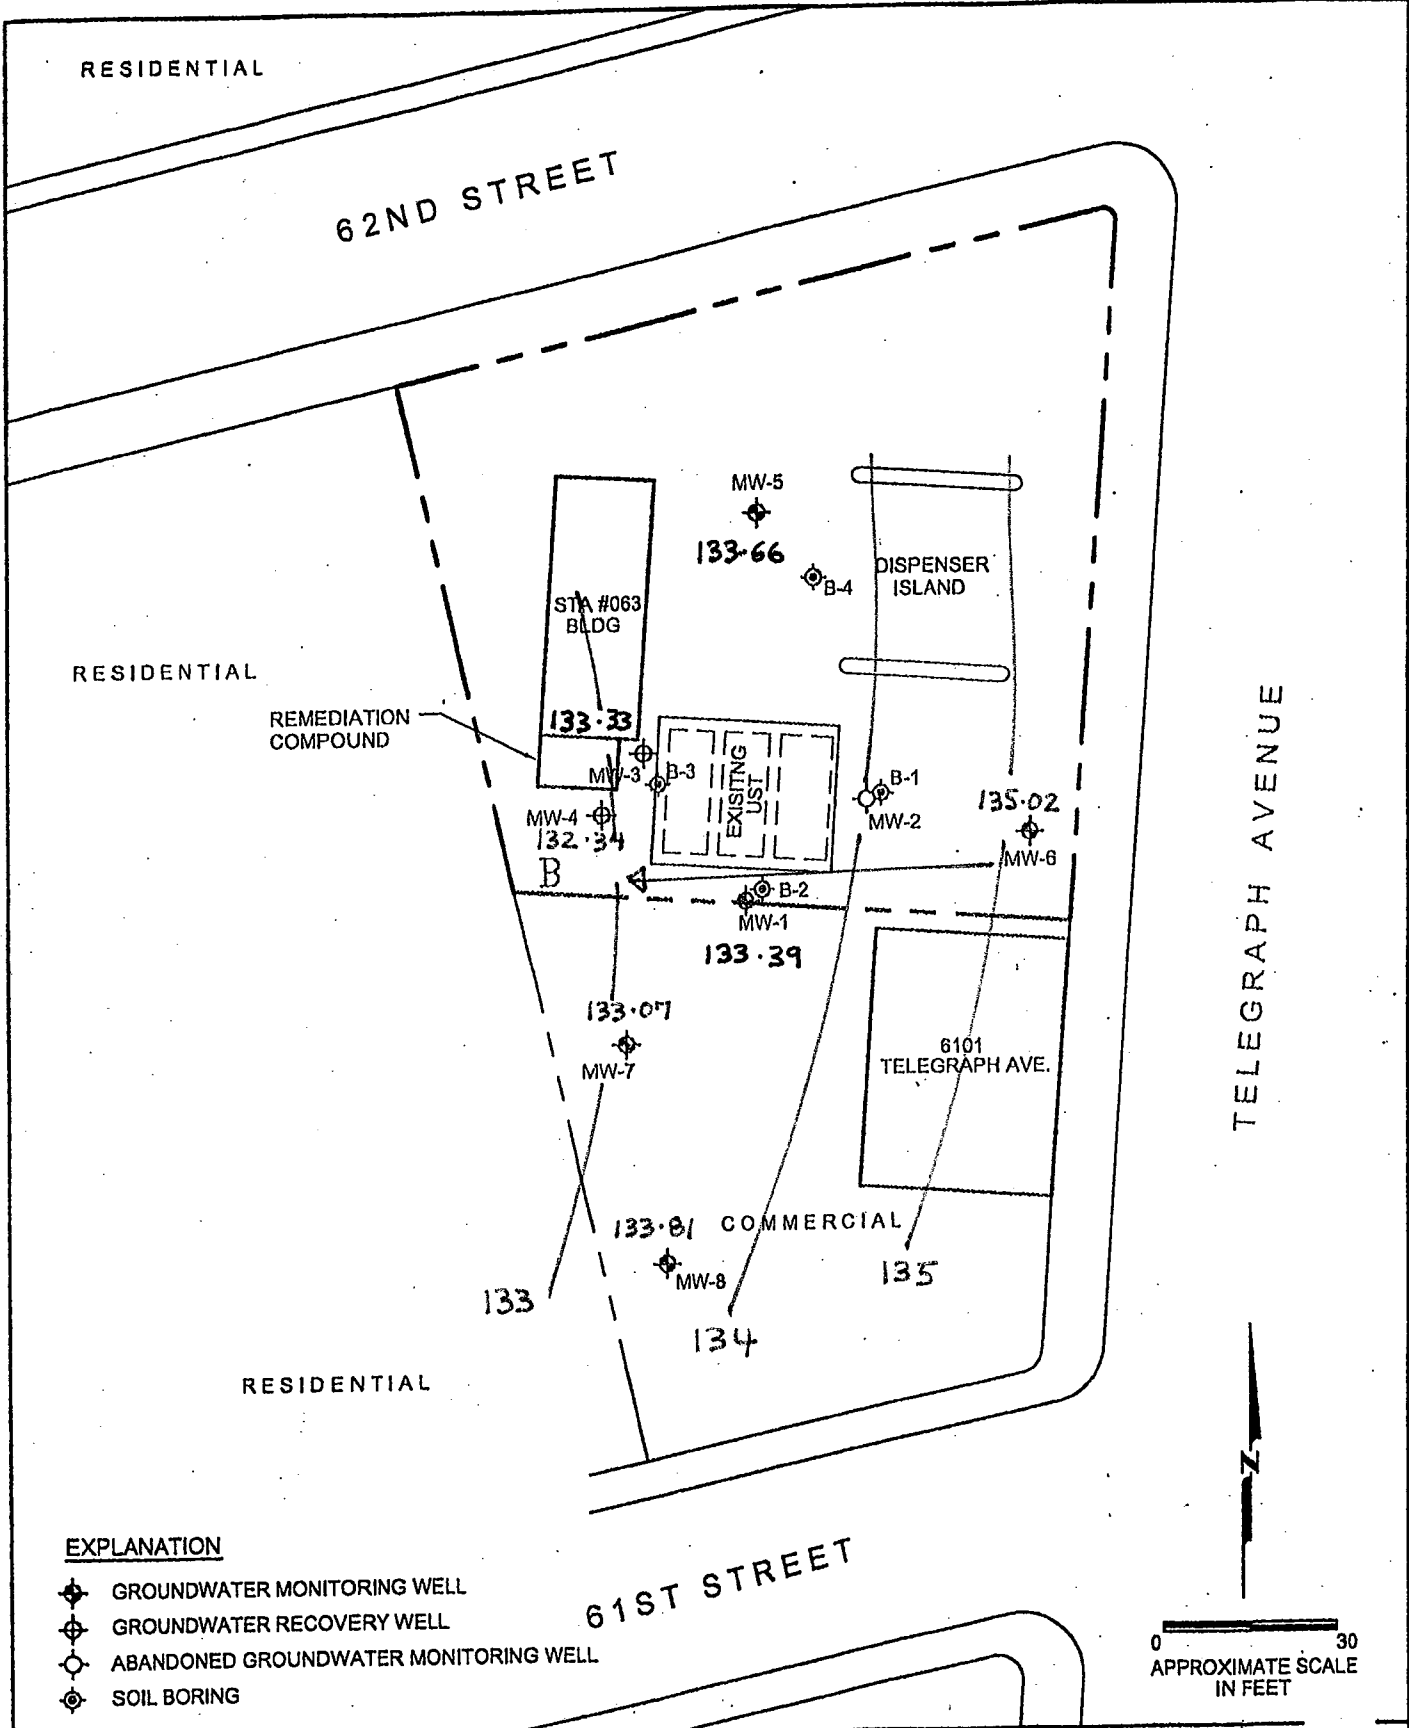 RESIDENTIAL
62ND STREET
MW-5
133.66
B-4
DISPENSER
ISLAND
STA #063
BLDG
RESIDENTIAL
REMEDIATION
COMPOUND
133.33
MW-3
B-3
EXISITNG
UST
B-1
MW-2
135.02
MW-6
MW-4
132.34
B
B-2
MW-1
133.39
133.07
MW-7
6101
TELEGRAPH AVE.
TELEGRAPH AVENUE
133.81
COMMERCIAL
MW-8
133
134
135
RESIDENTIAL
N
61ST STREET
EXPLANATION
GROUNDWATER MONITORING WELL
GROUNDWATER RECOVERY WELL
ABANDONED GROUNDWATER MONITORING WELL
SOIL BORING
0 30
APPROXIMATE SCALE
IN FEET